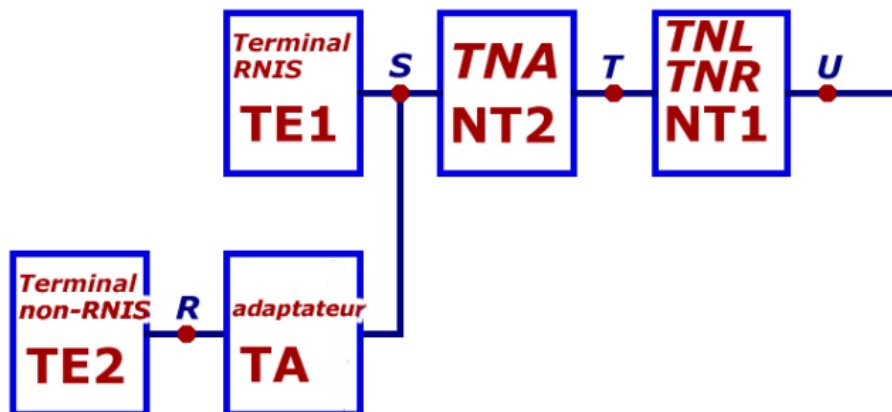 Terminal
RNIS
TE1
S
TNA
NT2
T
TNL
TNR
NT1
U
Terminal
non-RNIS
TE2
R
adaptateur
TA